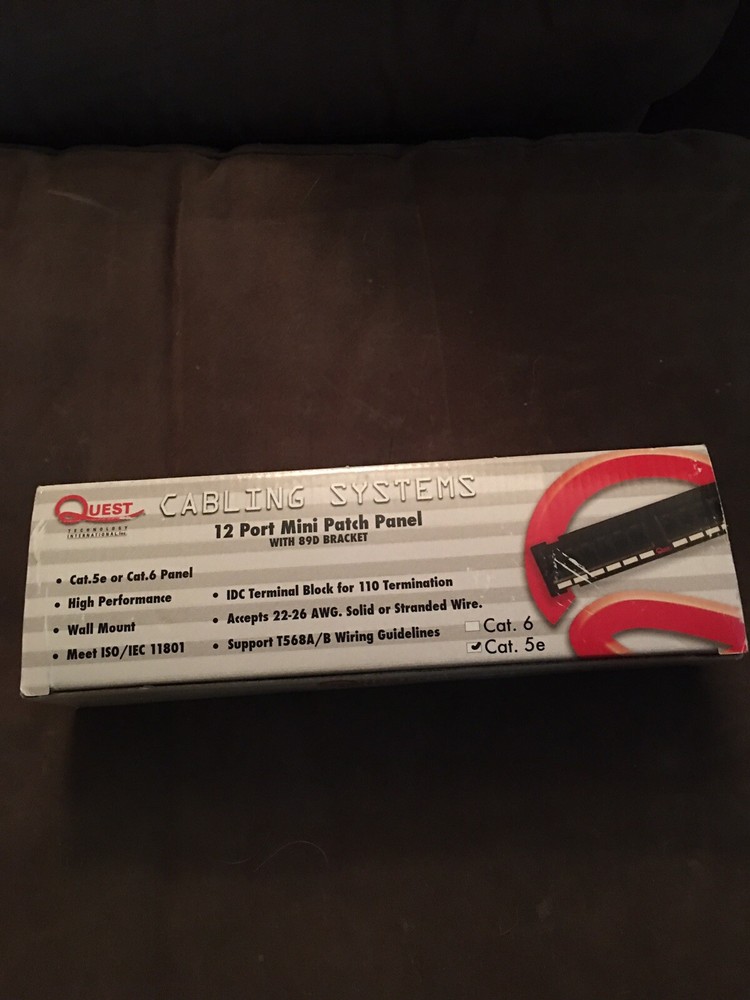 QUEST
TECHNOLOGY
INTERNATIONAL, Inc.
CABLING SYSTEMS
12 Port Mini Patch Panel
WITH 89D BRACKET
• Cat.5e or Cat.6 Panel
• High Performance
• Wall Mount
• Meet ISO/IEC 11801
• IDC Terminal Block for 110 Termination
• Accepts 22-26 AWG. Solid or Stranded Wire.
• Support T568A/B Wiring Guidelines
Cat. 6
Cat. 5e